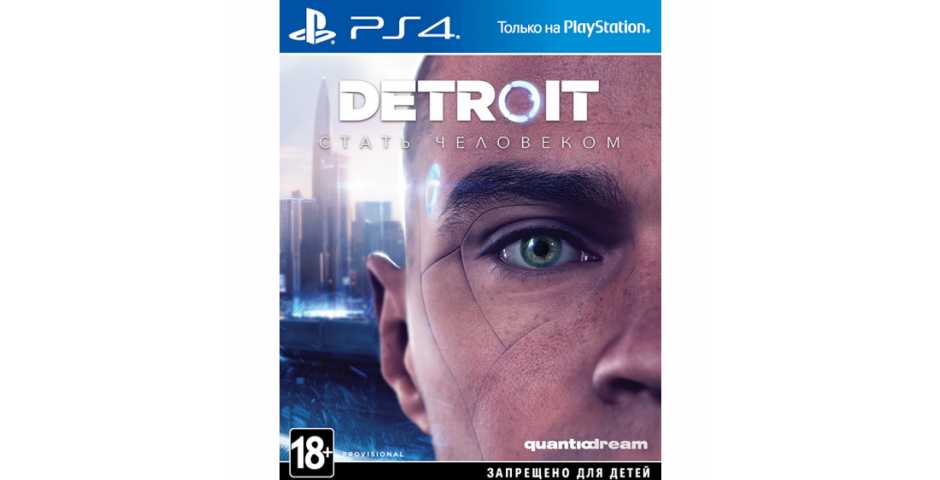 PS4.
Только на PlayStation.
DETROIT
СТАТЬ ЧЕЛОВЕКОМ
quanticdream
18+
PROVISIONAL
ЗАПРЕЩЕНО ДЛЯ ДЕТЕЙ